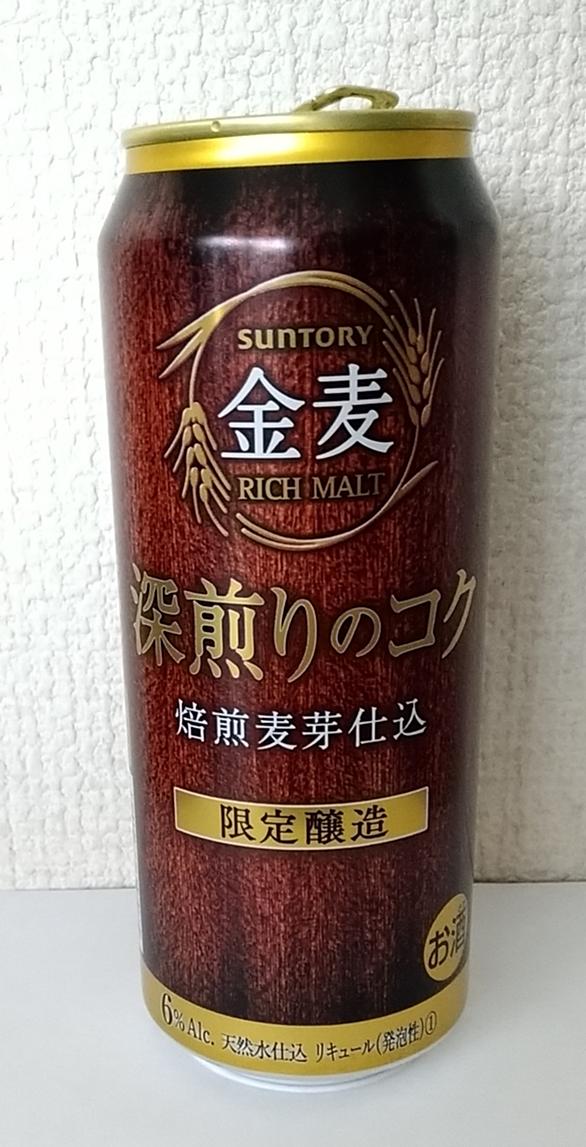 SUNTORY
金麦
RICH MALT
深煎りのコク
焙煎麦芽仕込
限定醸造
お酒
6%Alc. 天然水仕込 リキュール(発泡性)①